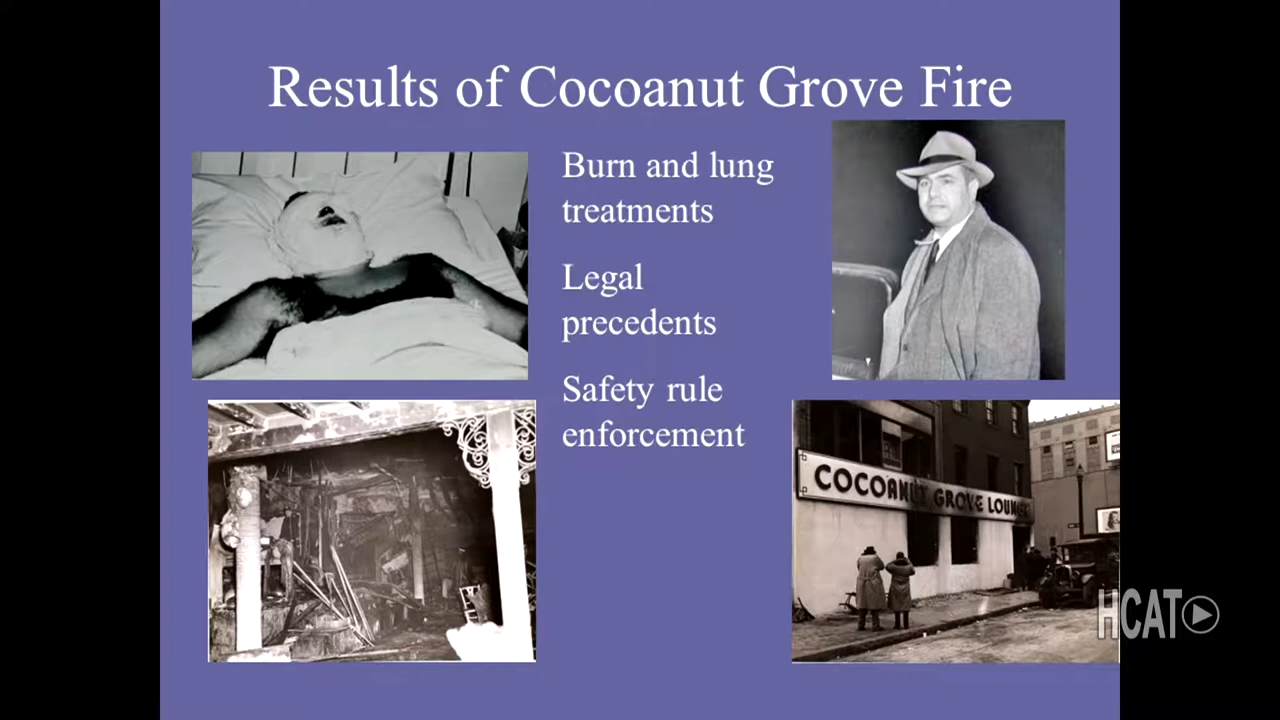 Results of Cocoanut Grove Fire
Burn and lung
treatments
Legal
precedents
Safety rule
enforcement
COCOANUT GROVE LOUNGE
HCAT